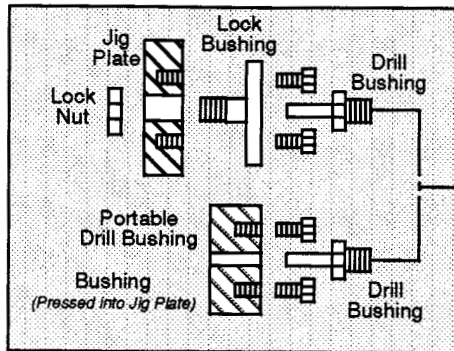 Jig
Plate
Lock
Bushing
Drill
Bushing
Lock
Nut
Portable
Drill Bushing
Bushing
(Pressed into Jig Plate)
Drill
Bushing